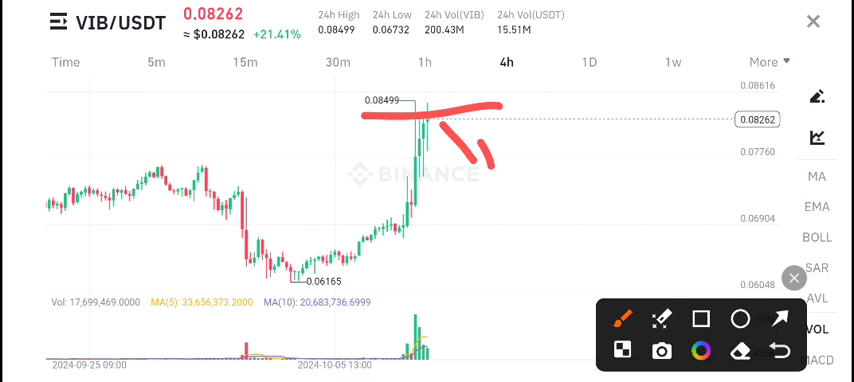 VIB/USDT
0.08262
≈ $0.08262 +21.41%
24h High
0.08499
24h Low
0.06732
24h Vol(VIB)
200.43M
24h Vol(USDT)
15.51M
Time 5m 15m 30m 1h 4h 1D 1w More
0.08616
0.08499
0.08262
0.07760
BINANCE
0.06904
0.06165
0.06048
MA
EMA
BOLL
SAR
AVL
VOL
MACD
Vol: 17,699,469.0000 MA(5): 33,656,373.2000 MA(10): 20,683,736.6999
2024-09-25 09:00 2024-10-05 13:00